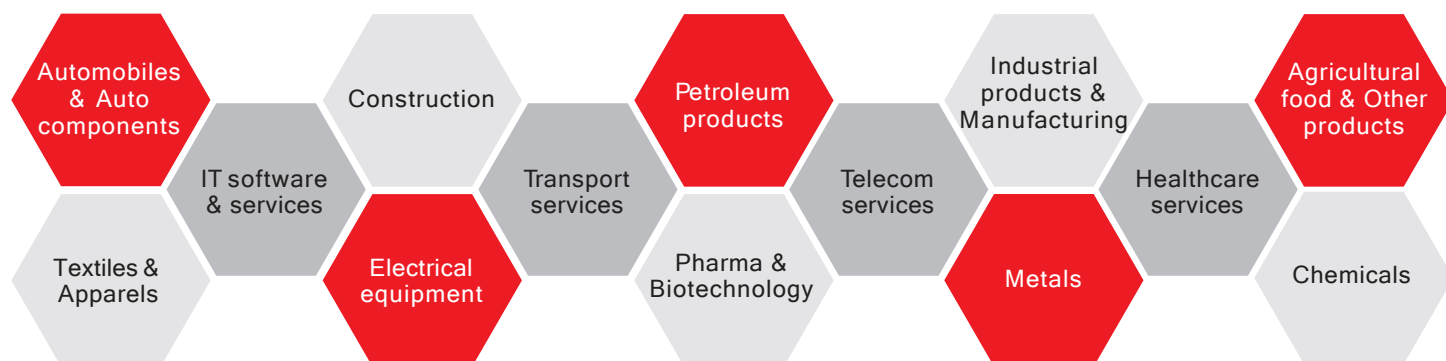 Automobiles
& Auto
components
Construction
Petroleum
products
Industrial
products &
Manufacturing
Agricultural
food & Other
products
IT software
& services
Transport
services
Telecom
services
Healthcare
services
Textiles &
Apparels
Electrical
equipment
Pharma &
Biotechnology
Metals
Chemicals